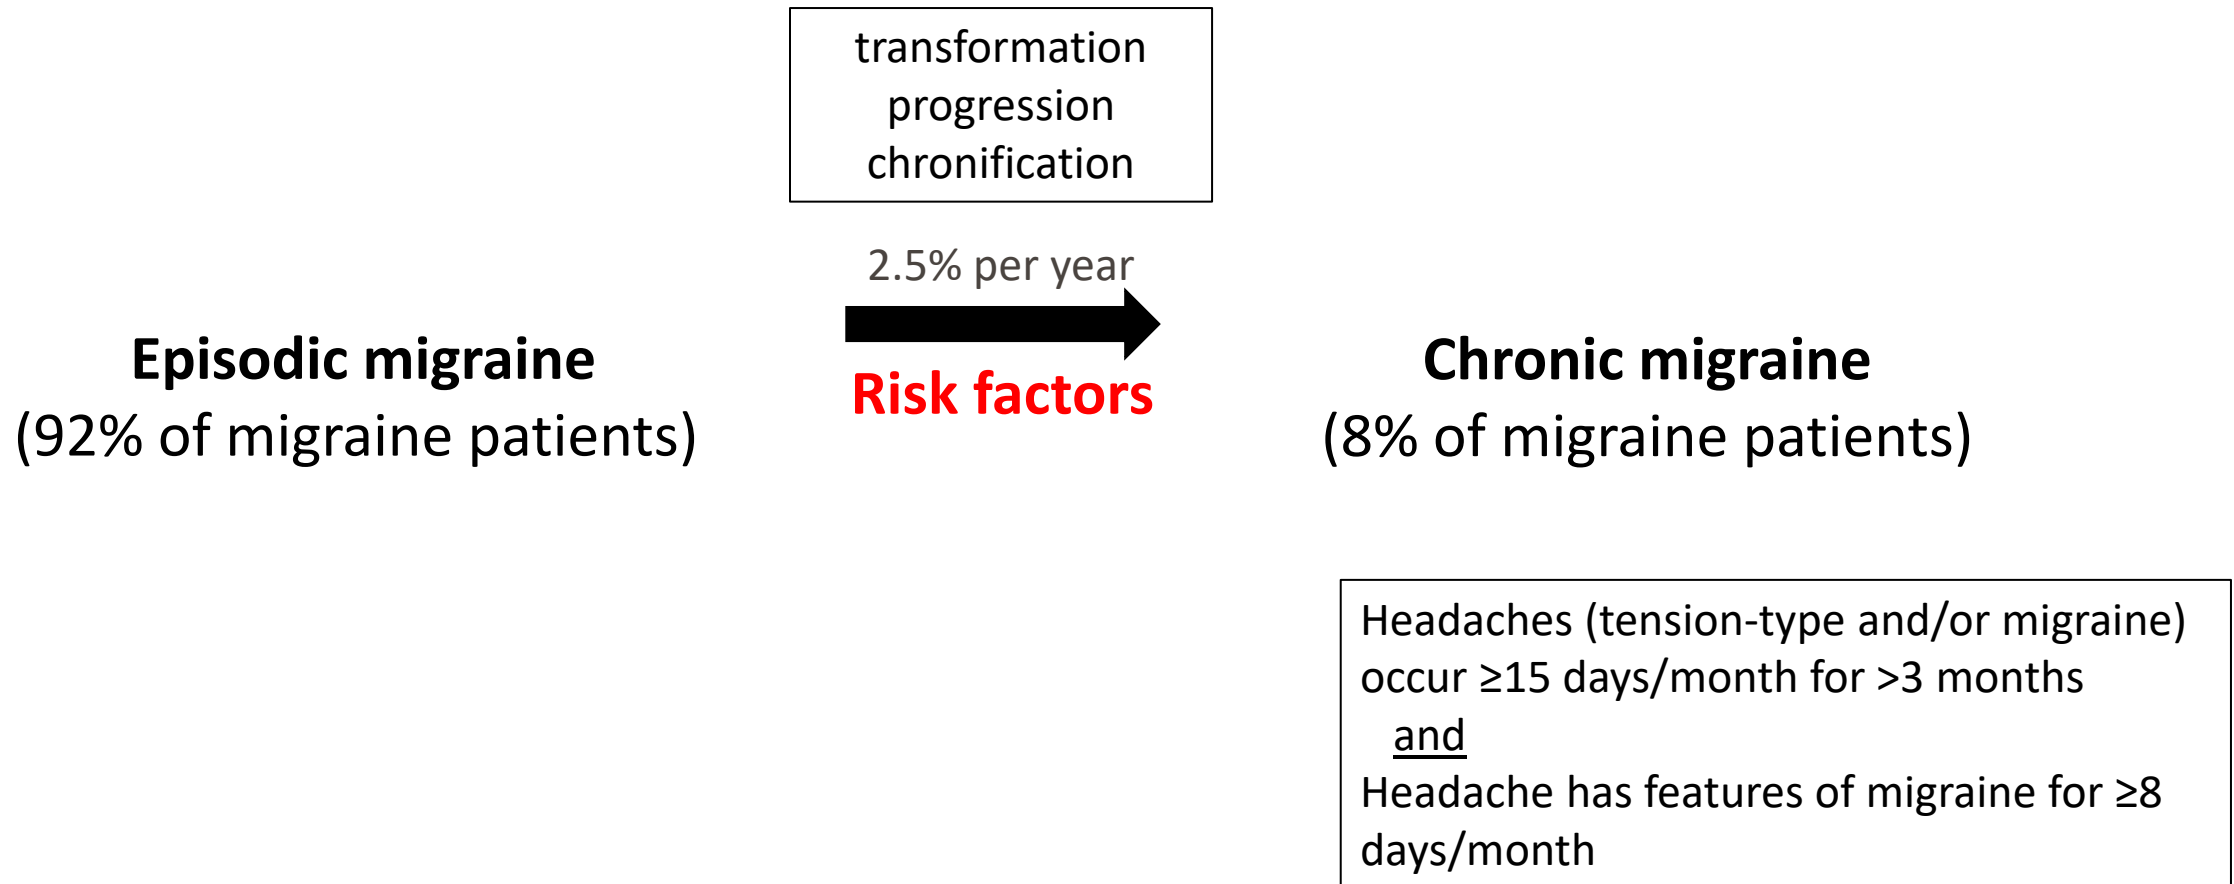 transformation
progression
chronification
2.5% per year
Risk factors
Episodic migraine
(92% of migraine patients)
Chronic migraine
(8% of migraine patients)
Headaches (tension-type and/or migraine)
occur ≥15 days/month for >3 months
and
Headache has features of migraine for ≥8
days/month